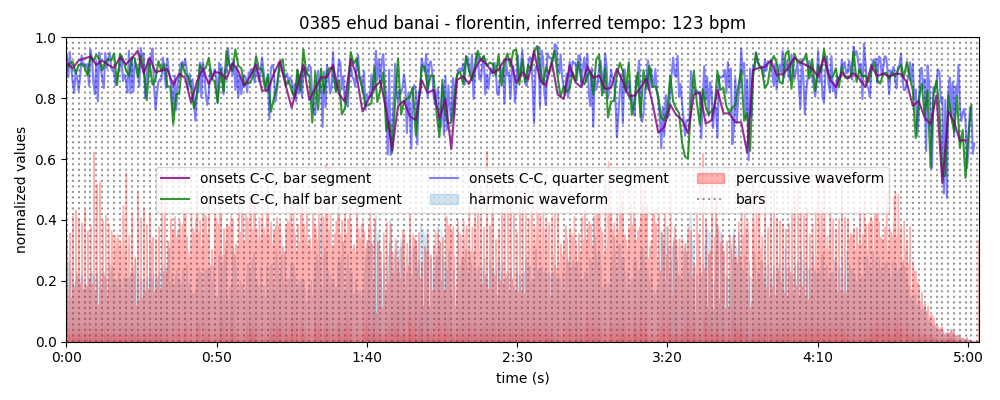 0385 ehud banai - florentin, inferred tempo: 123 bpm
normalized values
1.0
0.8
0.6
0.4
0.2
0.0
onsets C-C, bar segment
onsets C-C, half bar segment
onsets C-C, quarter segment
harmonic waveform
percussive waveform
bars
0:00 0:50 1:40 2:30 3:20 4:10 5:00
time (s)